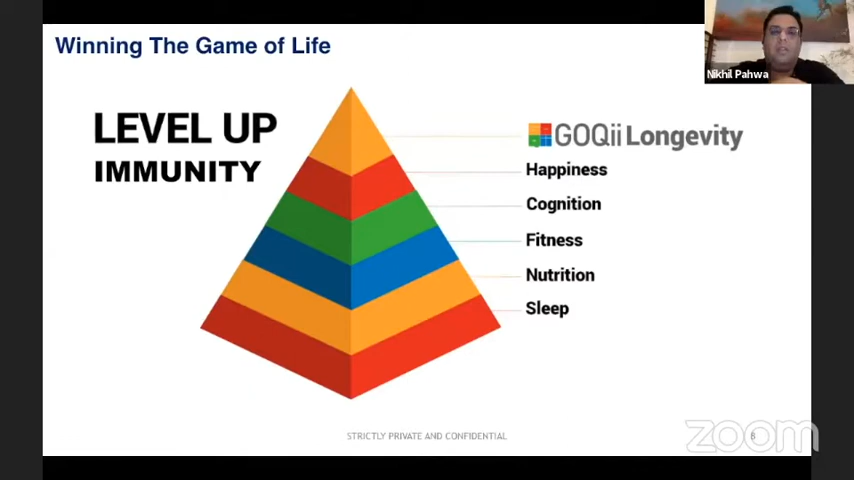 Winning The Game of Life
Nikhil Pahwa
LEVEL UP
IMMUNITY
GOQii Longevity
Happiness
Cognition
Fitness
Nutrition
Sleep
STRICTLY PRIVATE AND CONFIDENTIAL
8
zoom